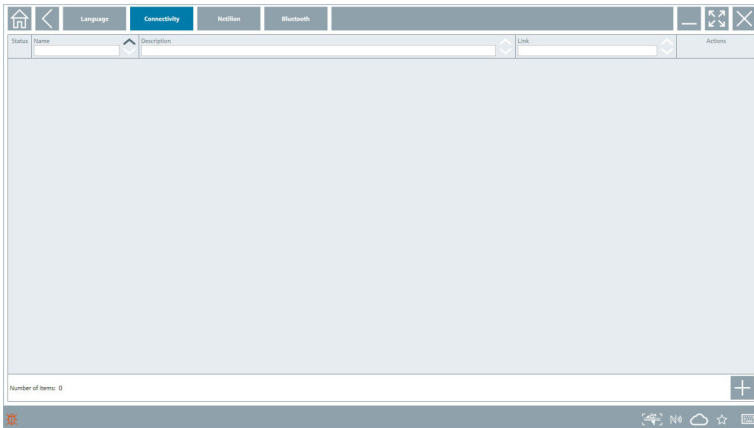 Language Connectivity Netilion Bluetooth
Status Name Description Link Actions
Number of items: 0
N